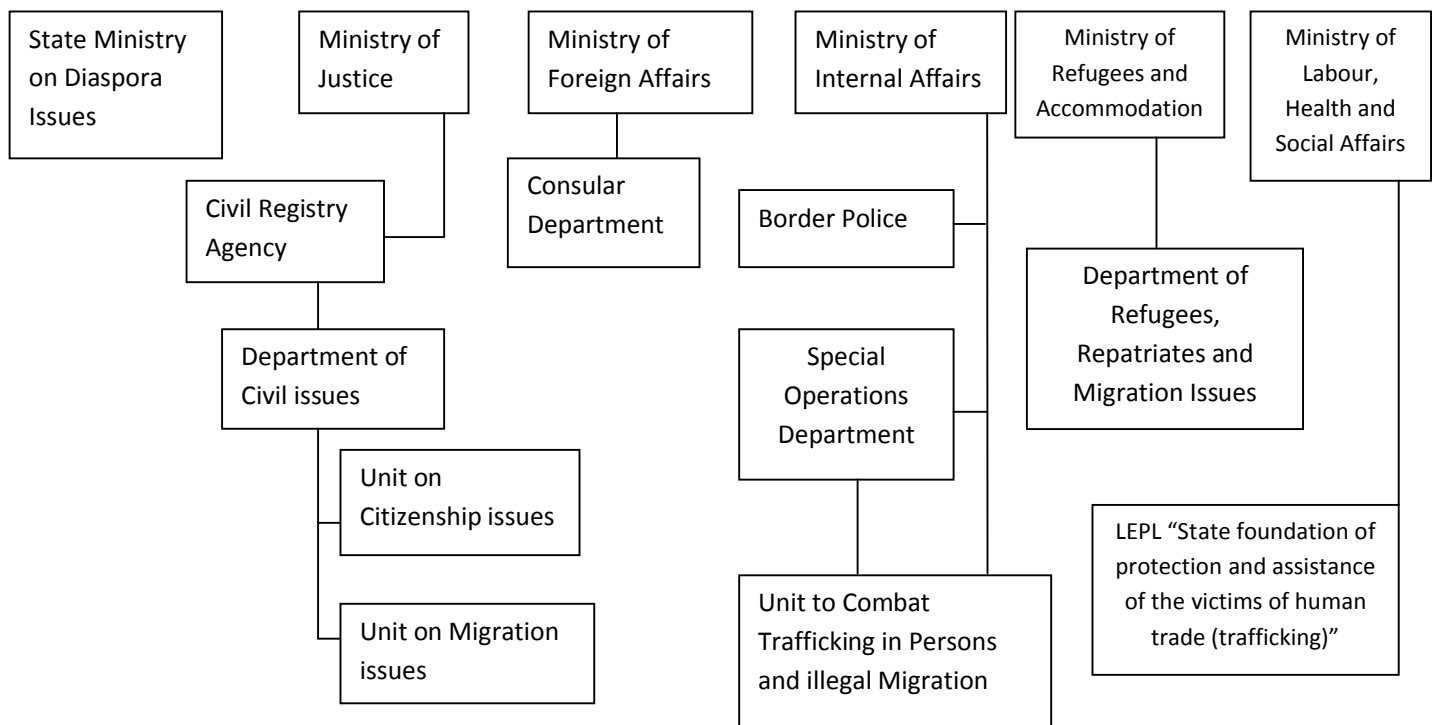 State Ministry
on Diaspora
Issues
Ministry of
Justice
Ministry of
Foreign Affairs
Ministry of
Internal Affairs
Ministry of
Refugees and
Accommodation
Ministry of
Labour,
Health and
Social Affairs
Civil Registry
Agency
Consular
Department
Border Police
Department of
Refugees,
Repatriates and
Migration Issues
Department of
Civil issues
Special
Operations
Department
Unit on
Citizenship issues
LEPL “State foundation of
protection and assistance
of the victims of human
trade (trafficking)”
Unit to Combat
Trafficking in Persons
and illegal Migration
Unit on Migration
issues